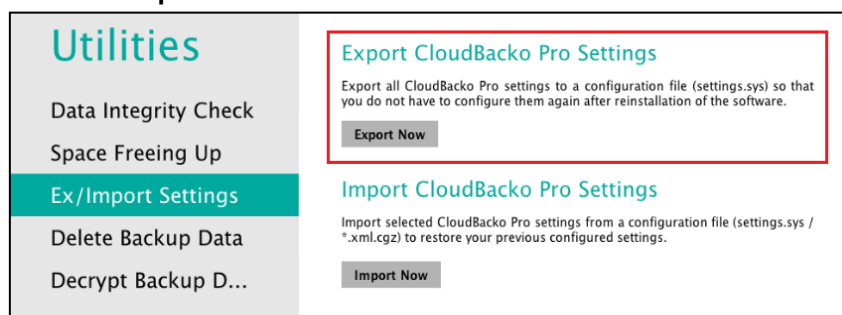 Utilities
Data Integrity Check
Space Freeing Up
Ex/Import Settings
Delete Backup Data
Decrypt Backup D...
Export CloudBacko Pro Settings
Export all CloudBacko Pro settings to a configuration file (settings.sys) so that
you do not have to configure them again after reinstallation of the software.
Export Now
Import CloudBacko Pro Settings
Import selected CloudBacko Pro settings from a configuration file (settings.sys /
*.xml.cgz) to restore your previous configured settings.
Import Now